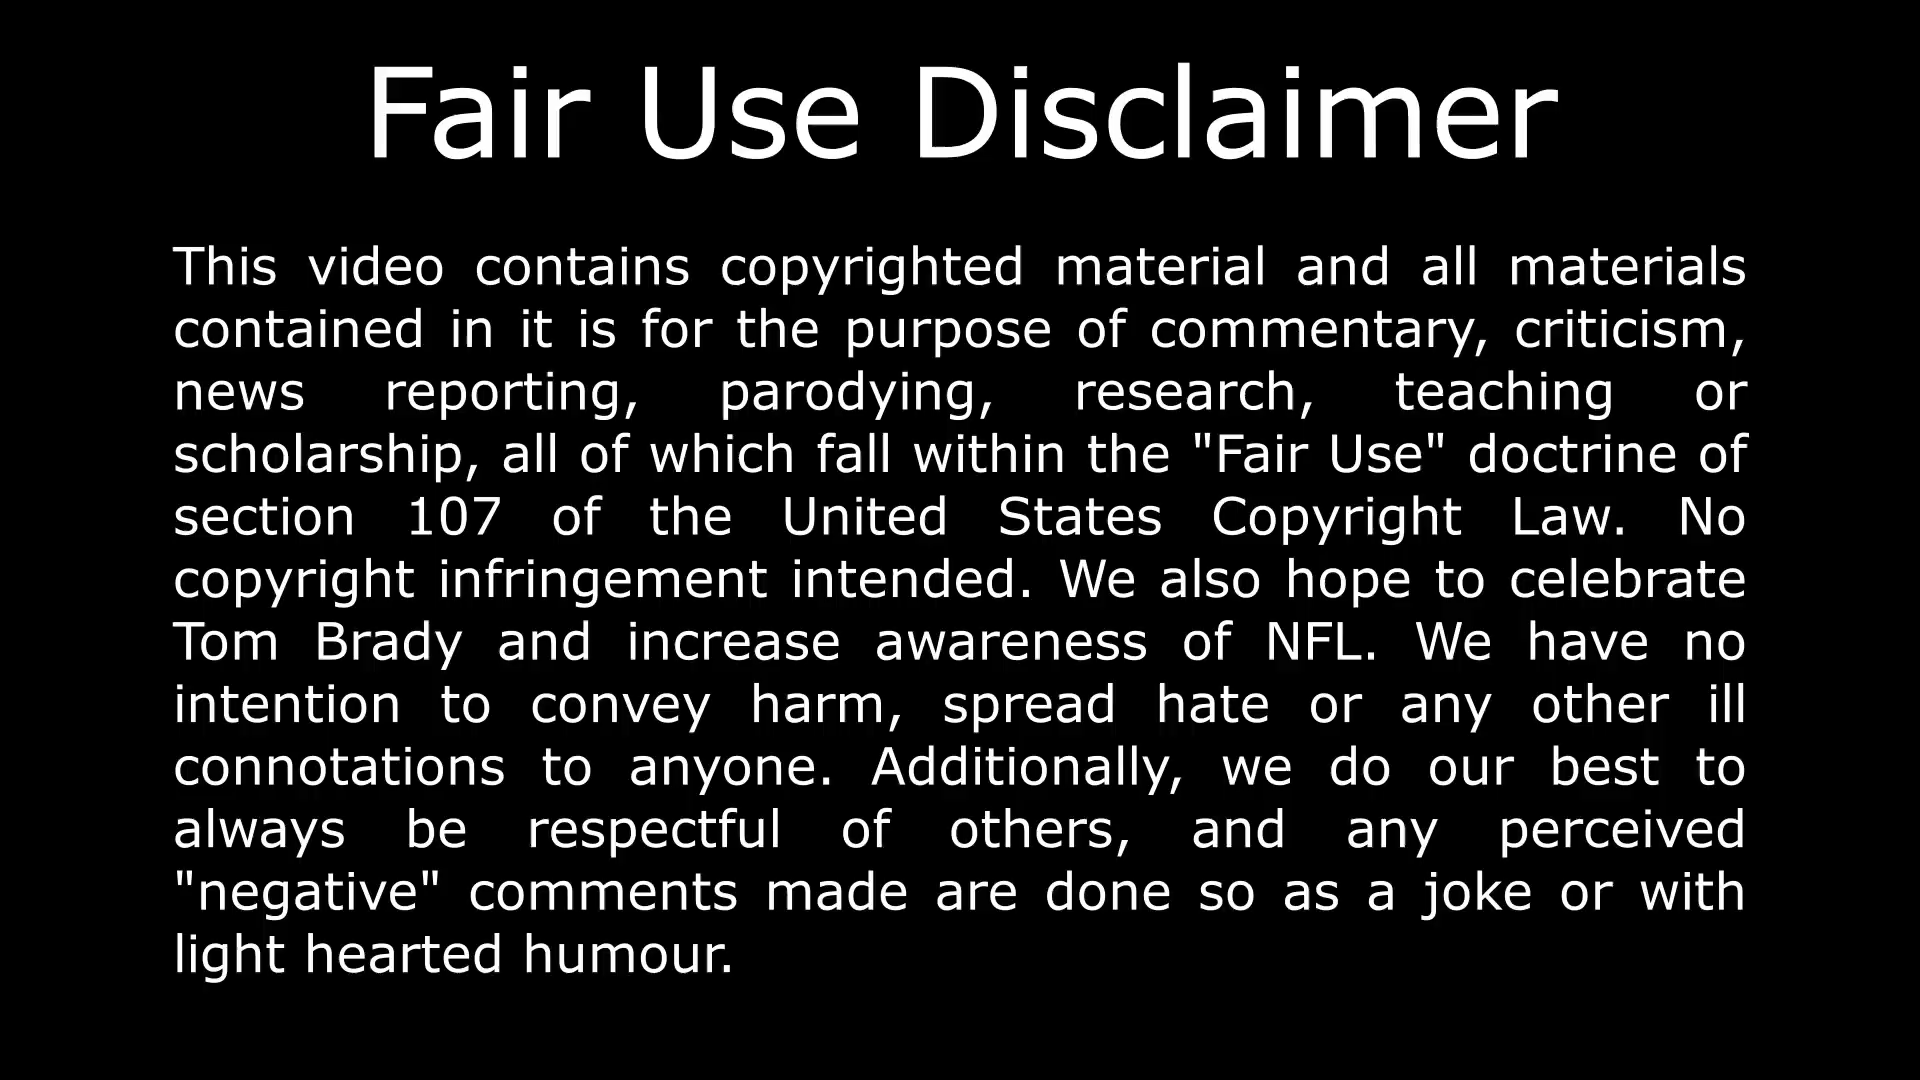 Fair Use Disclaimer
This video contains copyrighted material and all materials
contained in it is for the purpose of commentary, criticism,
news reporting, parodying, research, teaching or
scholarship, all of which fall within the "Fair Use" doctrine of
section 107 of the United States Copyright Law. No
copyright infringement intended. We also hope to celebrate
Tom Brady and increase awareness of NFL. We have no
intention to convey harm, spread hate or any other ill
connotations to anyone. Additionally, we do our best to
always be respectful of others, and any perceived
"negative" comments made are done so as a joke or with
light hearted humour.